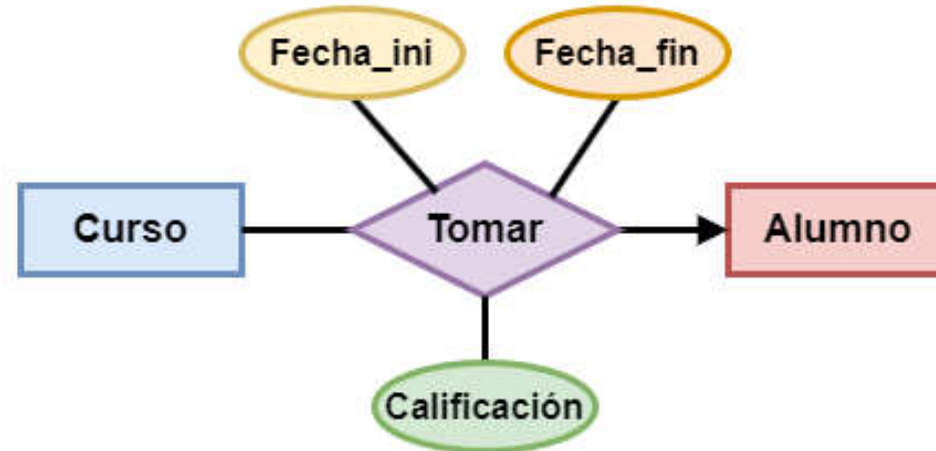 Fecha_ini
Fecha_fin
Curso
Tomar
Alumno
Calificación